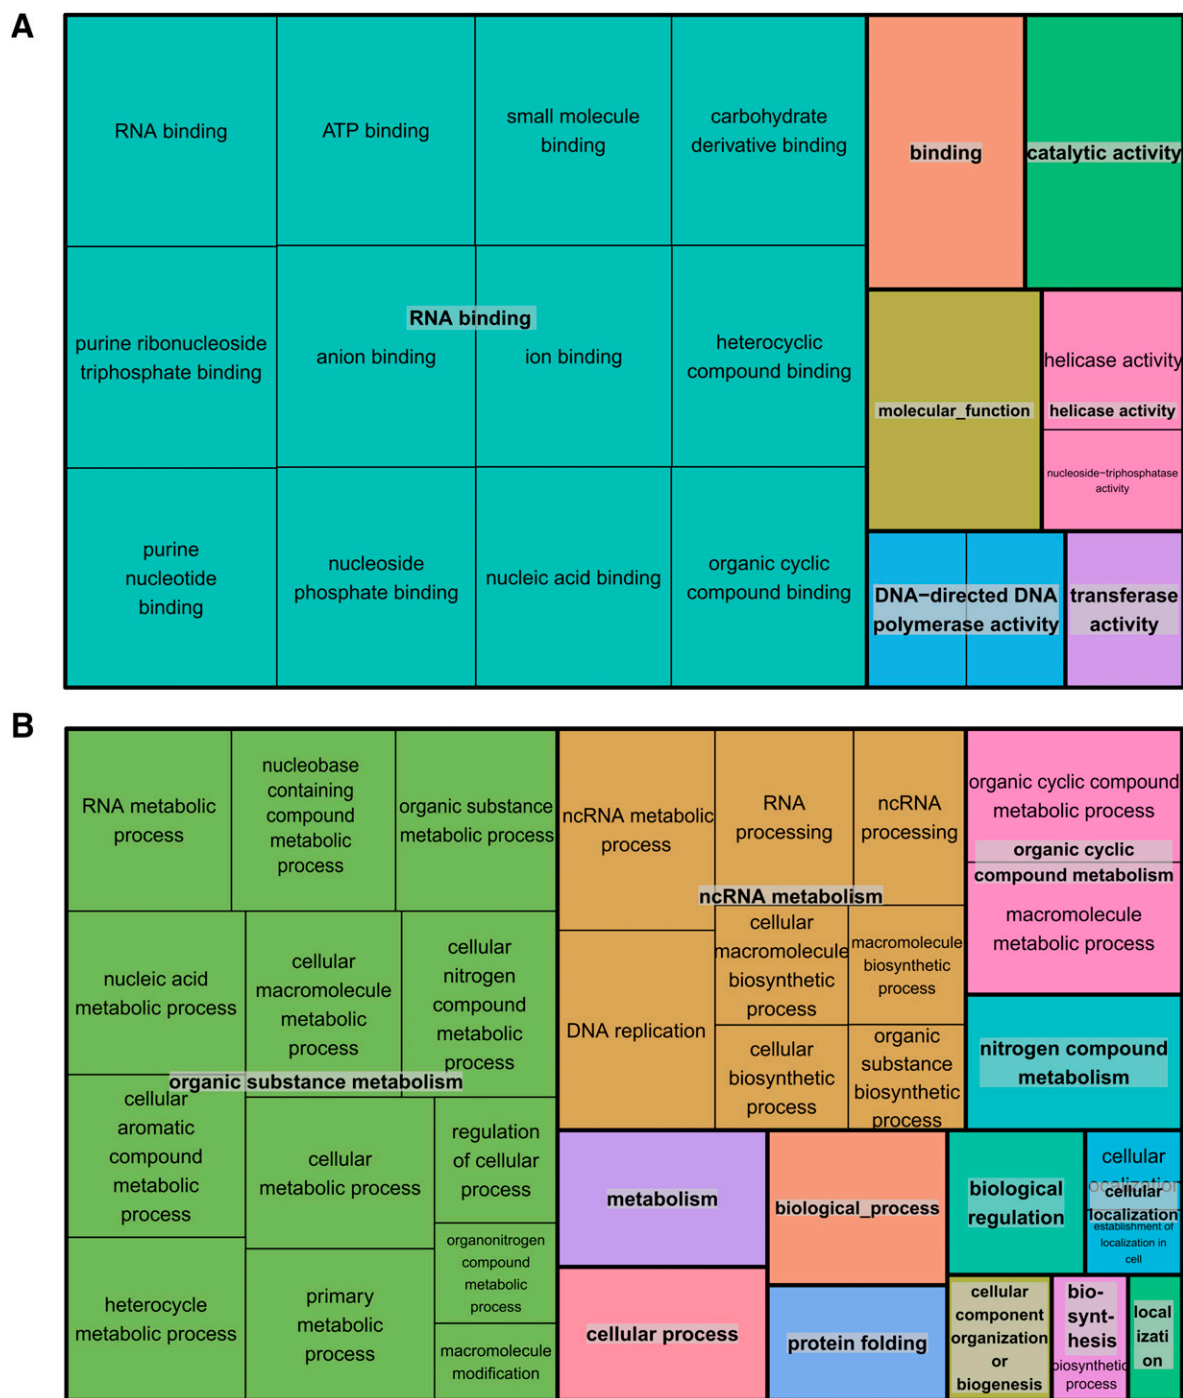 A
RNA binding
ATP binding
small molecule
binding
carbohydrate
derivative binding
binding
catalytic activity
purine ribonucleoside
triphosphate binding
RNA binding
anion binding
ion binding
heterocyclic
compound binding
molecular_function
helicase activity
helicase activity
nucleoside−triphosphatase
activity
purine
nucleotide
binding
nucleoside
phosphate binding
nucleic acid binding
organic cyclic
compound binding
DNA−directed DNA
polymerase activity
transferase
activity
B
RNA metabolic
process
nucleobase
containing
compound
metabolic
process
organic substance
metabolic process
nucleic acid
metabolic process
cellular
macromolecule
metabolic
process
cellular
nitrogen
compound
metabolic
process
organic substance metabolism
cellular
aromatic
compound
metabolic
process
cellular
metabolic process
regulation
of cellular
process
organonitrogen
compound
metabolic
process
heterocycle
metabolic process
primary
metabolic
process
macromolecule
modification
ncRNA metabolic
process
RNA
processing
ncRNA
processing
ncRNA metabolism
DNA replication
cellular
macromolecule
biosynthetic
process
macromolecule
biosynthetic
process
cellular
biosynthetic
process
organic
substance
biosynthetic
process
organic cyclic compound
metabolic process
organic cyclic
compound metabolism
macromolecule
metabolic process
nitrogen compound
metabolism
metabolism
biological_process
biological
regulation
cellular
localization
cellular
localization
establishment of
localization in
cell
cellular process
protein folding
cellular
component
organization
or
biogenesis
bio-
synt-
hesis
biosynthetic
process
local
izati
on